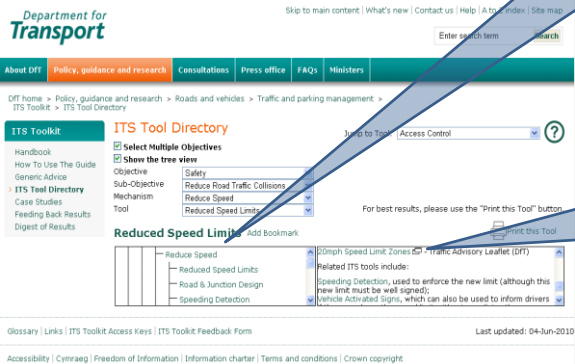 Department for
Transport
Skip to main content | What's new | Contact us | Help | A to Z index | Site map
Enter search term
Search
About DfT
Policy, guidance and research
Consultations
Press office
FAQs
Ministers
DfT home > Policy, guidance and research > Roads and vehicles > Traffic and parking management >
ITS Toolkit > ITS Tool Directory
ITS Toolkit
Handbook
How To Use The Guide
Generic Advice
> ITS Tool Directory
Case Studies
Feeding Back Results
Digest of Results
ITS Tool Directory
Jump to Tool
Access Control
?
Select Multiple Objectives
Show the tree view
Objective
Safety
Sub-Objective
Reduce Road Traffic Collisions
Mechanism
Reduce Speed
Tool
Reduced Speed Limits
For best results, please use the "Print this Tool" button
Reduced Speed Limits
Add Bookmark
Print this Tool
Reduce Speed
Reduced Speed Limits
Road & Junction Design
Speeding Detection
20mph Speed Limit Zones - Traffic Advisory Leaflet (DfT)
Related ITS tools include:
Speeding Detection, used to enforce the new limit (although this
new limit must be well signed);
Vehicle Activated Signs, which can also be used to inform drivers
Glossary | Links | ITS Toolkit Access Keys | ITS Toolkit Feedback Form
Last updated: 04-Jun-2010
Accessibility | Cymraeg | Freedom of Information | Information charter | Terms and conditions | Crown copyright